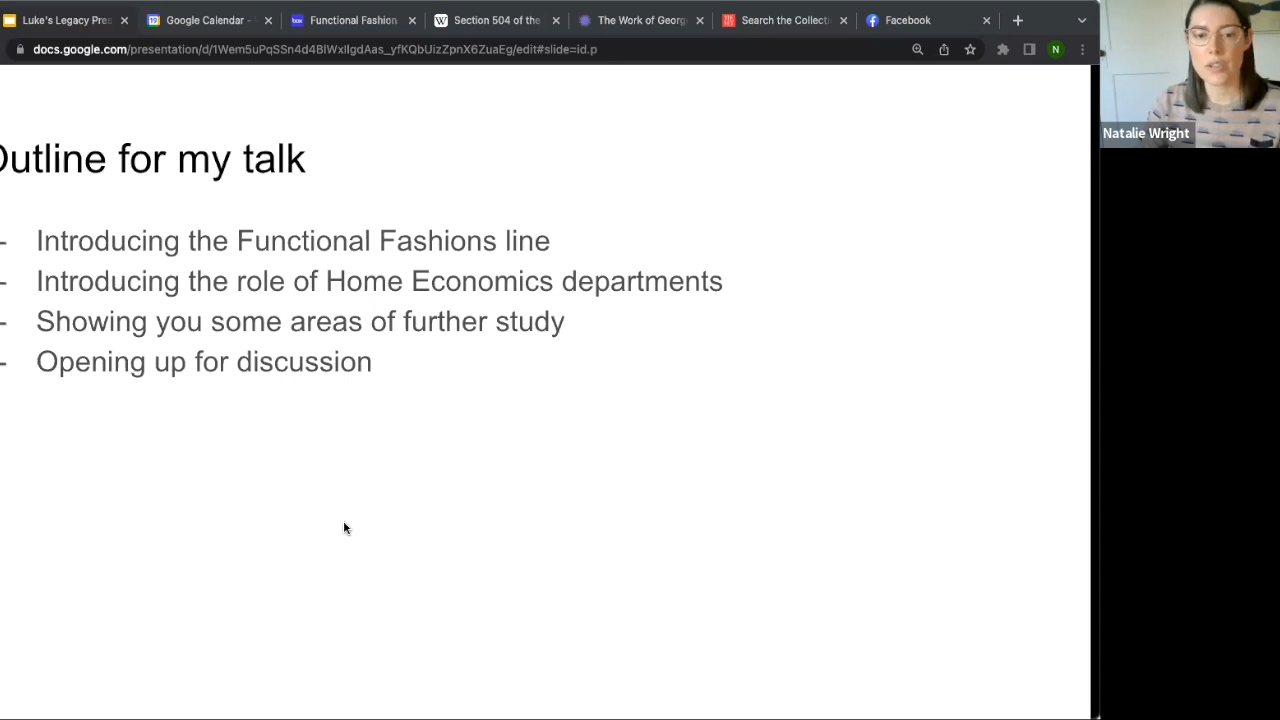 Luke's Legacy Pres
Google Calendar -
box
Functional Fashion
W
Section 504 of the
The Work of Georg
Search the Collecti
Facebook
docs.google.com/presentation/d/1Wem5uPqSSn4d4BlWxIlgdAas_yfKQbUizZpnX6ZuaEg/edit#slide=id.p
N
Natalie Wright
Outline for my talk
- Introducing the Functional Fashions line
- Introducing the role of Home Economics departments
- Showing you some areas of further study
- Opening up for discussion